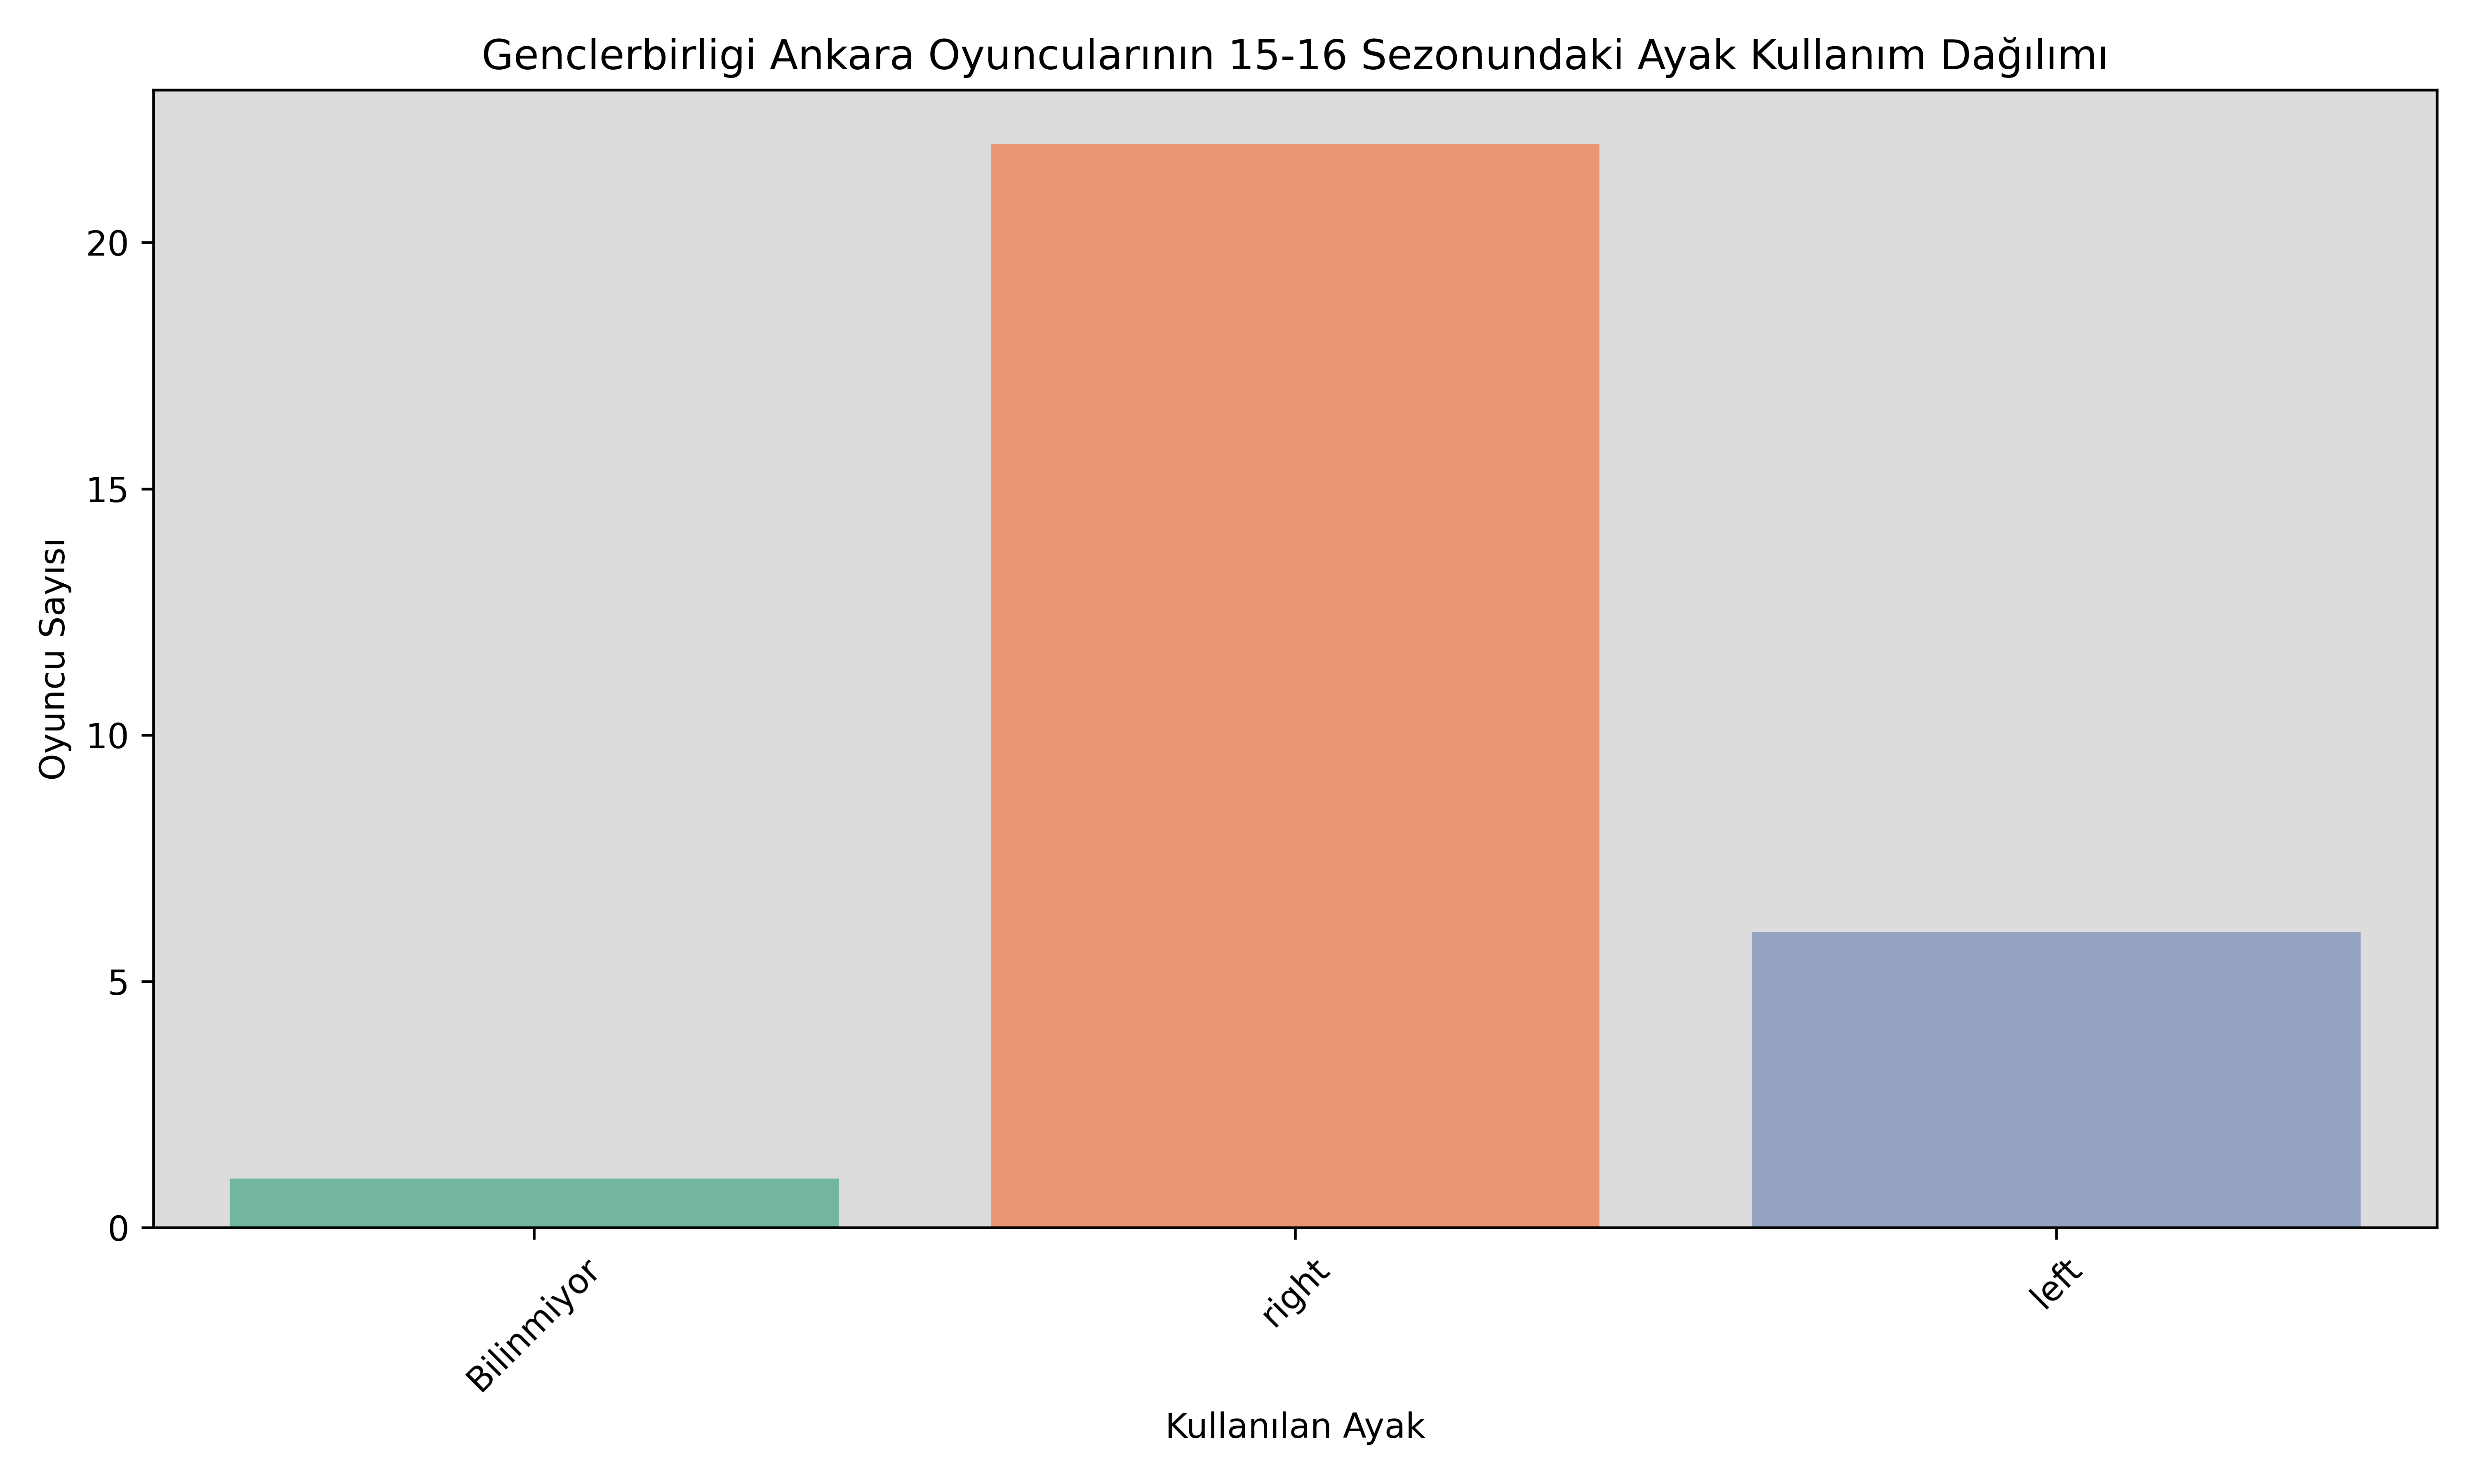 Genclerbirligi Ankara Oyuncularının 15-16 Sezonundaki Ayak Kullanım Dağılımı
Oyuncu Sayısı
20
15
10
5
0
Bilinmiyor
right
left
Kullanılan Ayak